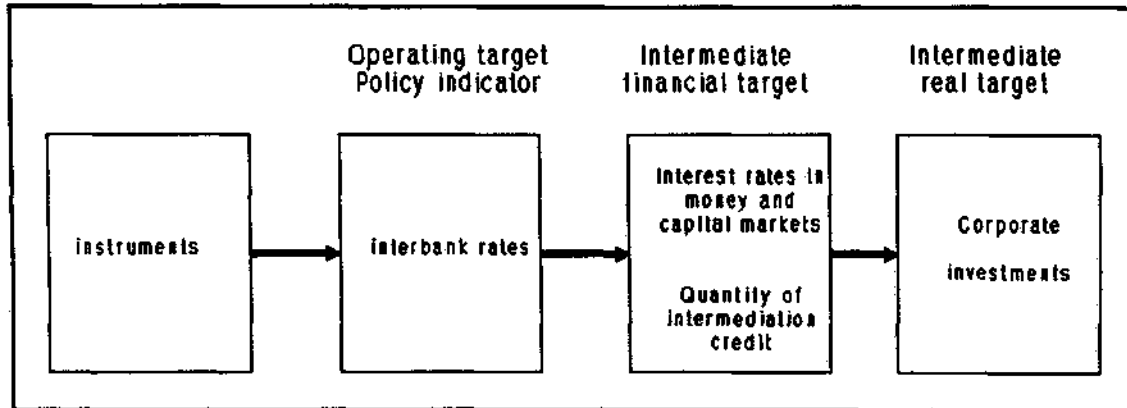 Operating target
Policy indicator
Intermediate
financial target
Intermediate
real target
instruments
interbank rates
Interest rates in
money and
capital markets
Quantity of
intermediation
credit
Corporate
investments